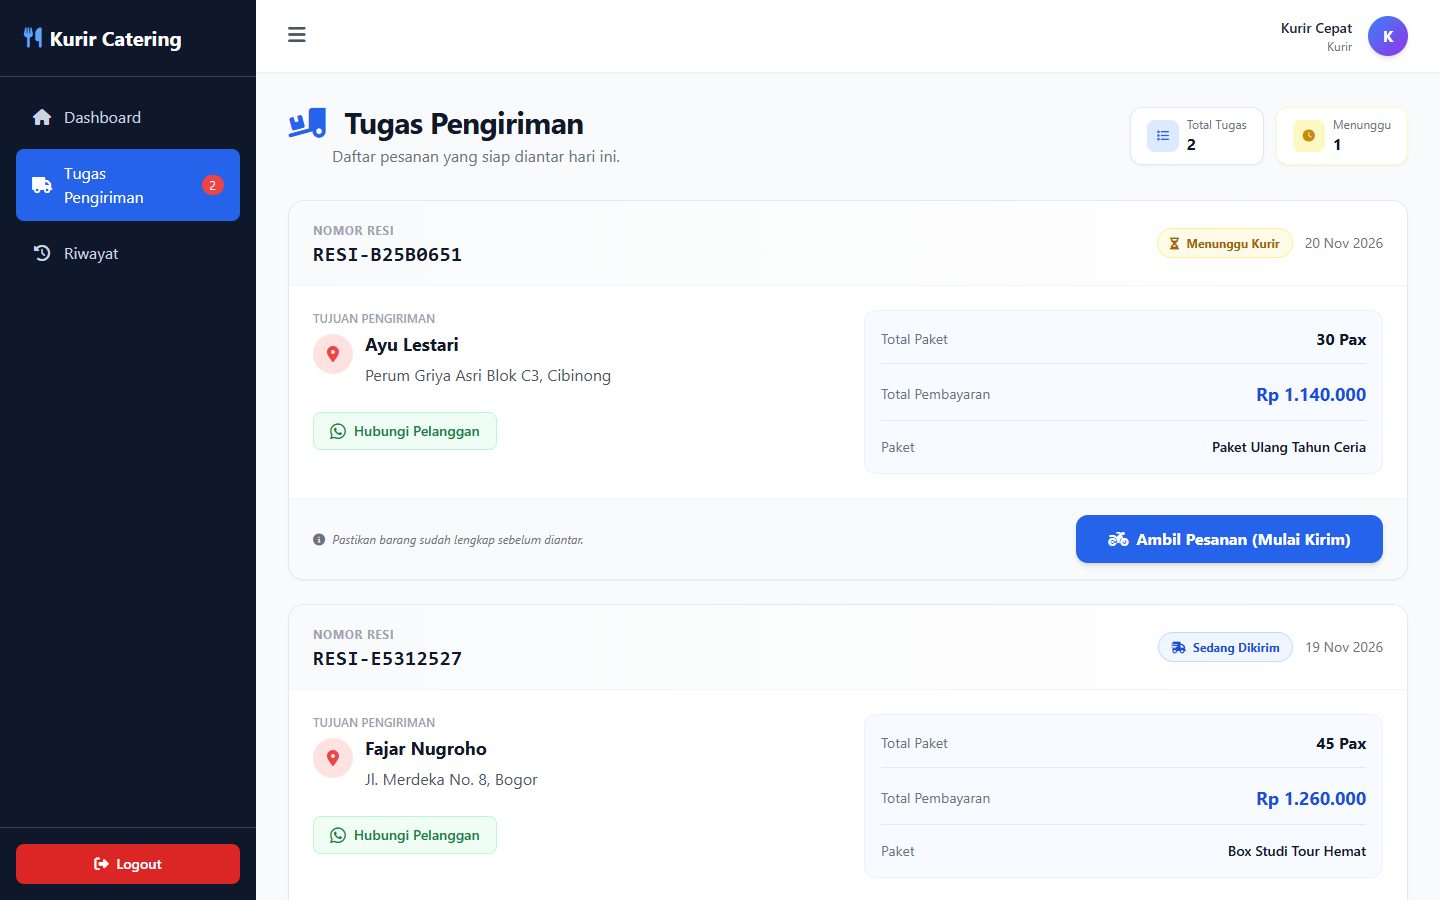 Kurir Catering
Dashboard
Tugas
Pengiriman
2
Riwayat
Logout
Kurir Cepat
Kurir
K
Tugas Pengiriman
Daftar pesanan yang siap diantar hari ini.
Total Tugas
2
Menunggu
1
NOMOR RESI
RESI-B25B0651
Menunggu Kurir
20 Nov 2026
TUJUAN PENGIRIMAN
Ayu Lestari
Perum Griya Asri Blok C3, Cibinong
Hubungi Pelanggan
Total Paket
30 Pax
Total Pembayaran
Rp 1.140.000
Paket
Paket Ulang Tahun Ceria
Pastikan barang sudah lengkap sebelum diantar.
Ambil Pesanan (Mulai Kirim)
NOMOR RESI
RESI-E5312527
Sedang Dikirim
19 Nov 2026
TUJUAN PENGIRIMAN
Fajar Nugroho
Jl. Merdeka No. 8, Bogor
Hubungi Pelanggan
Total Paket
45 Pax
Total Pembayaran
Rp 1.260.000
Paket
Box Studi Tour Hemat